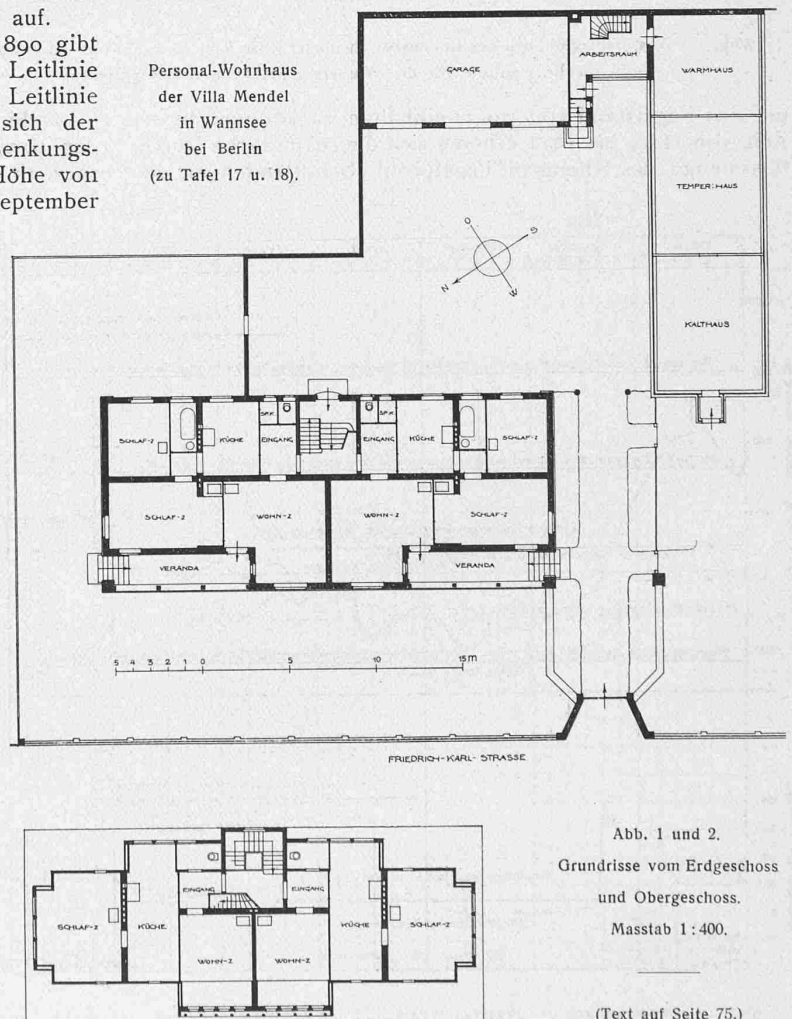 auf.
890 gibt
Leitlinie
Leitlinie
sich der
senkungs-
Höhe von
eptember
Personal-Wohnhaus
der Villa Mendel
in Wannsee
bei Berlin
(zu Tafel 17 u. 18).
GARAGE
ARBEITSRAUM
WARMHAUS
TEMPER. HAUS
KALTHAUS
O
S
N
W
SCHLAF-Z
KÜCHE
SP.K.
EINGANG
SP.K.
EINGANG
KÜCHE
SCHLAF-Z
SCHLAF-Z
WOHN-Z
WOHN-Z
SCHLAF-Z
VERANDA
VERANDA
5 4 3 2 1 0 5 10 15 m
FRIEDRICH-KARL-STRASSE
SCHLAF-Z
KÜCHE
EINGANG
EINGANG
KÜCHE
SCHLAF-Z
WOHN-Z
WOHN-Z
Abb. 1 und 2.
Grundrisse vom Erdgeschoss
und Obergeschoss.
Masstab 1:400.
(Text auf Seite 75.)